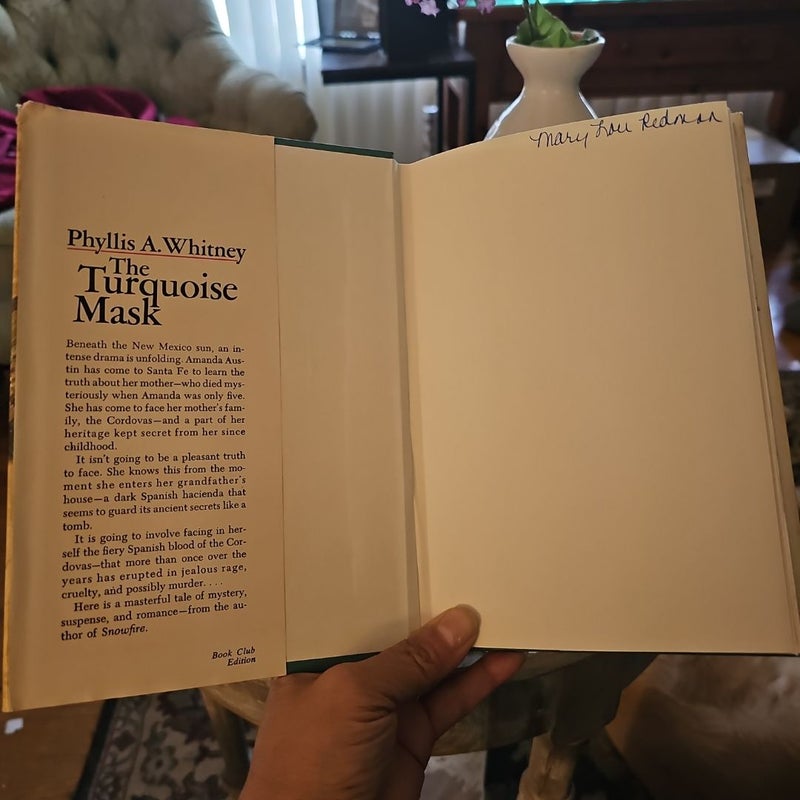 Phyllis A. Whitney
The
Turquoise
Mask
Beneath the New Mexico sun, an in-
tense drama is unfolding. Amanda Aus-
tin has come to Santa Fe to learn the
truth about her mother—who died mys-
teriously when Amanda was only five.
She has come to face her mother's fam-
ily, the Cordovas—and a part of her
heritage kept secret from her since
childhood.
It isn't going to be a pleasant truth
to face. She knows this from the mo-
ment she enters her grandfather's
house—a dark Spanish hacienda that
seems to guard its ancient secrets like a
tomb.
It is going to involve facing in her-
self the fiery Spanish blood of the Cor-
dovas—that more than once over the
years has erupted in jealous rage,
cruelty, and possibly murder. . . .
Here is a masterful tale of mystery,
suspense, and romance—from the au-
thor of Snowfire.
Book Club
Edition
Mary Lou Redman